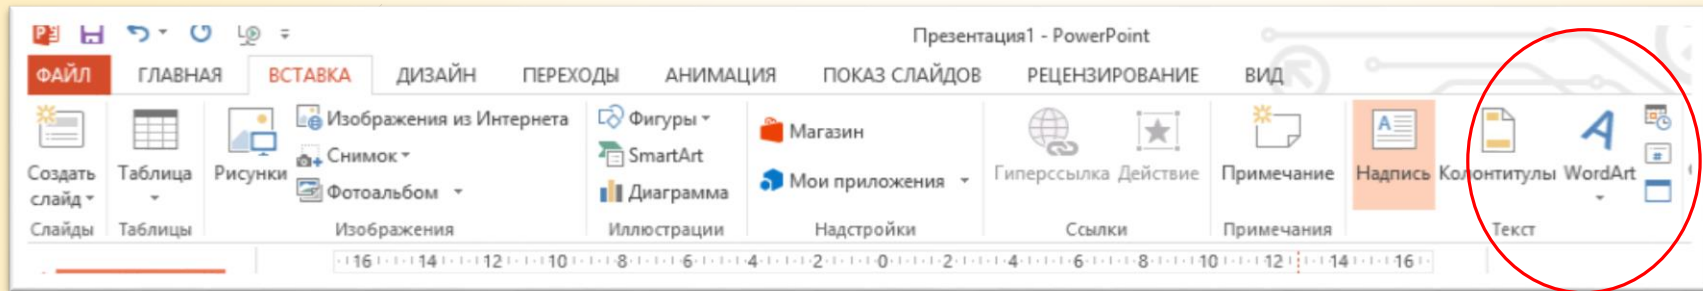 Презентация1 - PowerPoint
ФАЙЛ ГЛАВНАЯ ВСТАВКА ДИЗАЙН ПЕРЕХОДЫ АНИМАЦИЯ ПОКАЗ СЛАЙДОВ РЕЦЕНЗИРОВАНИЕ ВИД
Создать
слайд
Слайды
Таблица
Таблицы
Рисунки
Изображения из Интернета
Снимок
Фотоальбом
Изображения
Фигуры
SmartArt
Диаграмма
Иллюстрации
Магазин
Мои приложения
Надстройки
Гиперссылка Действие
Ссылки
Примечание
Примечания
Надпись Колонтитулы WordArt
Текст
16 14 12 10 8 6 4 2 0 2 4 6 8 10 12 14 16